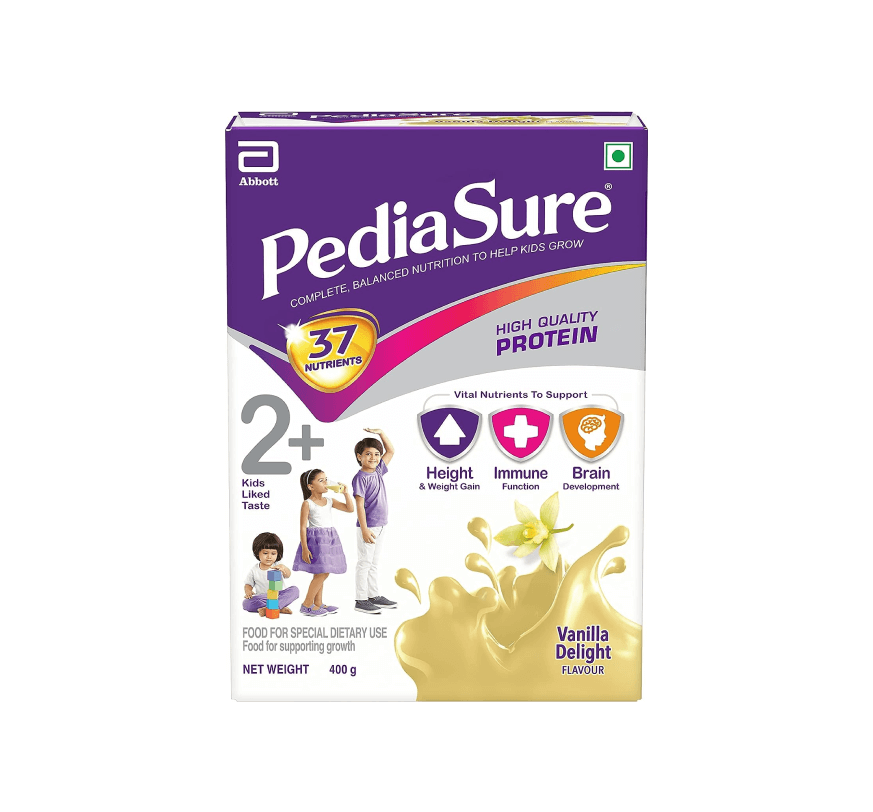 PediaSure
Abbott
PediaSure®
COMPLETE, BALANCED NUTRITION TO HELP KIDS GROW
37
NUTRIENTS
HIGH QUALITY
PROTEIN
2+
Kids
Liked
Taste
Vital Nutrients To Support
Height
& Weight Gain
Immune
Function
Brain
Development
FOOD FOR SPECIAL DIETARY USE
Food for supporting growth
NET WEIGHT 400 g
Vanilla
Delight
FLAVOUR